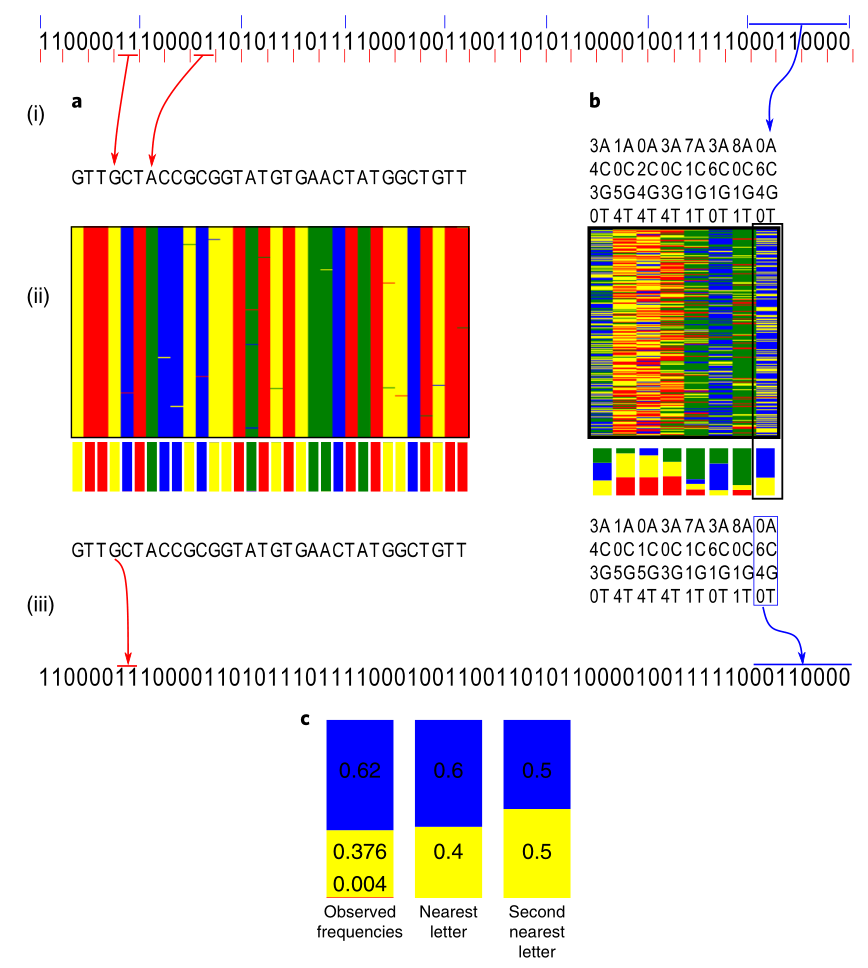 1100001110000110101110111100010011001101011000010011111000110000
a
b
(i)
3A 1A 0A 3A 7A 3A 8A 0A
4C 0C 2C 0C 1C 6C 0C 6C
3G 5G 4G 3G 1G 1G 1G 4G
0T 4T 4T 4T 1T 0T 1T 0T
GTTGCTACCGCGGTATGTGAACTATGGCTGTT
(ii)
3A 1A 0A 3A 7A 3A 8A 0A
4C 0C 1C 0C 1C 6C 0C 6C
3G 5G 5G 3G 1G 1G 1G 4G
0T 4T 4T 4T 1T 0T 1T 0T
GTTGCTACCGCGGTATGTGAACTATGGCTGTT
(iii)
1100001110000110101110111100010011001101011000010011111000110000
c
0.62 0.6 0.5
0.376 0.4 0.5
0.004
Observed frequencies
Nearest letter
Second nearest letter